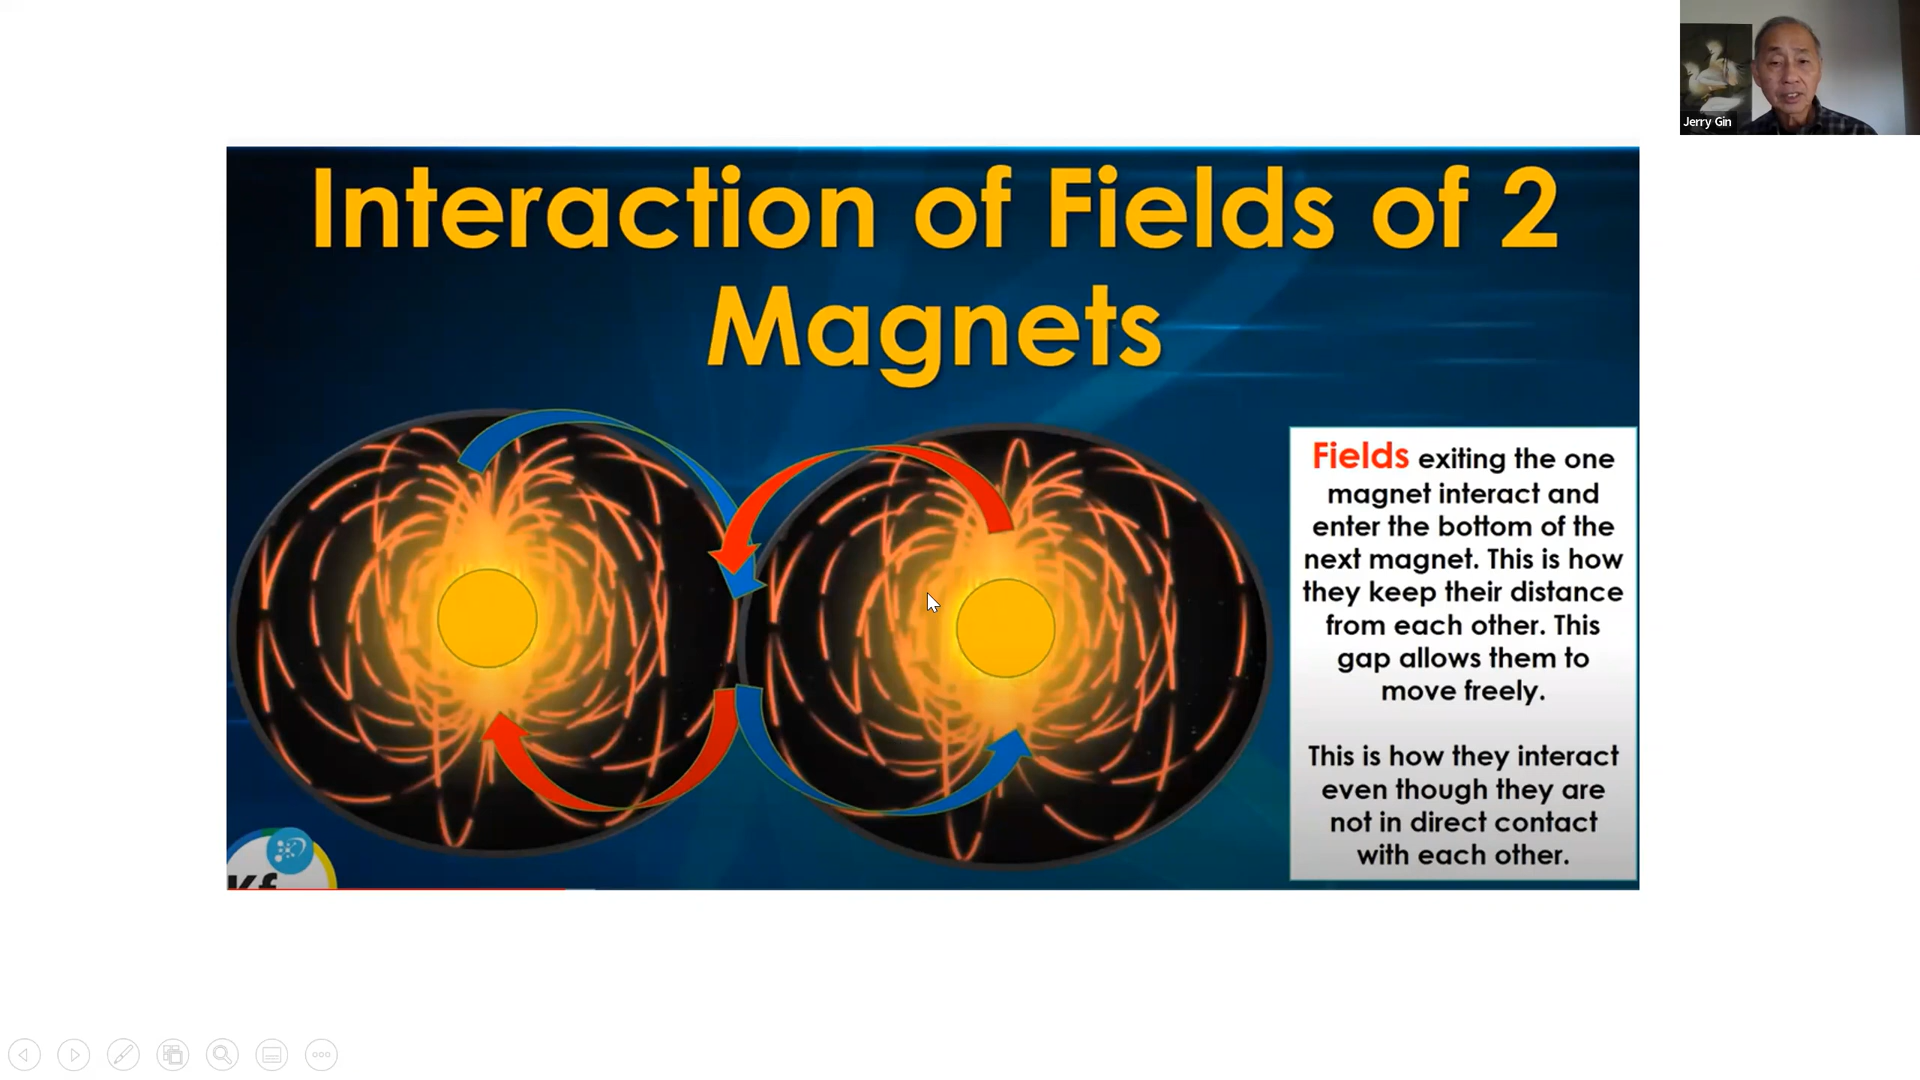 Jerry Gin
Interaction of Fields of 2
Magnets
Fields exiting the one
magnet interact and
enter the bottom of the
next magnet. This is how
they keep their distance
from each other. This
gap allows them to
move freely.
This is how they interact
even though they are
not in direct contact
with each other.
Kf